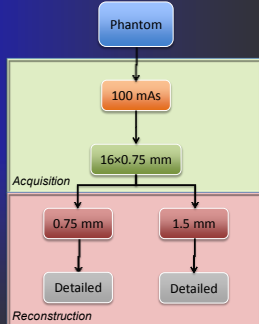 Phantom
100 mAs
16×0.75 mm
Acquisition
0.75 mm
1.5 mm
Detailed
Detailed
Reconstruction